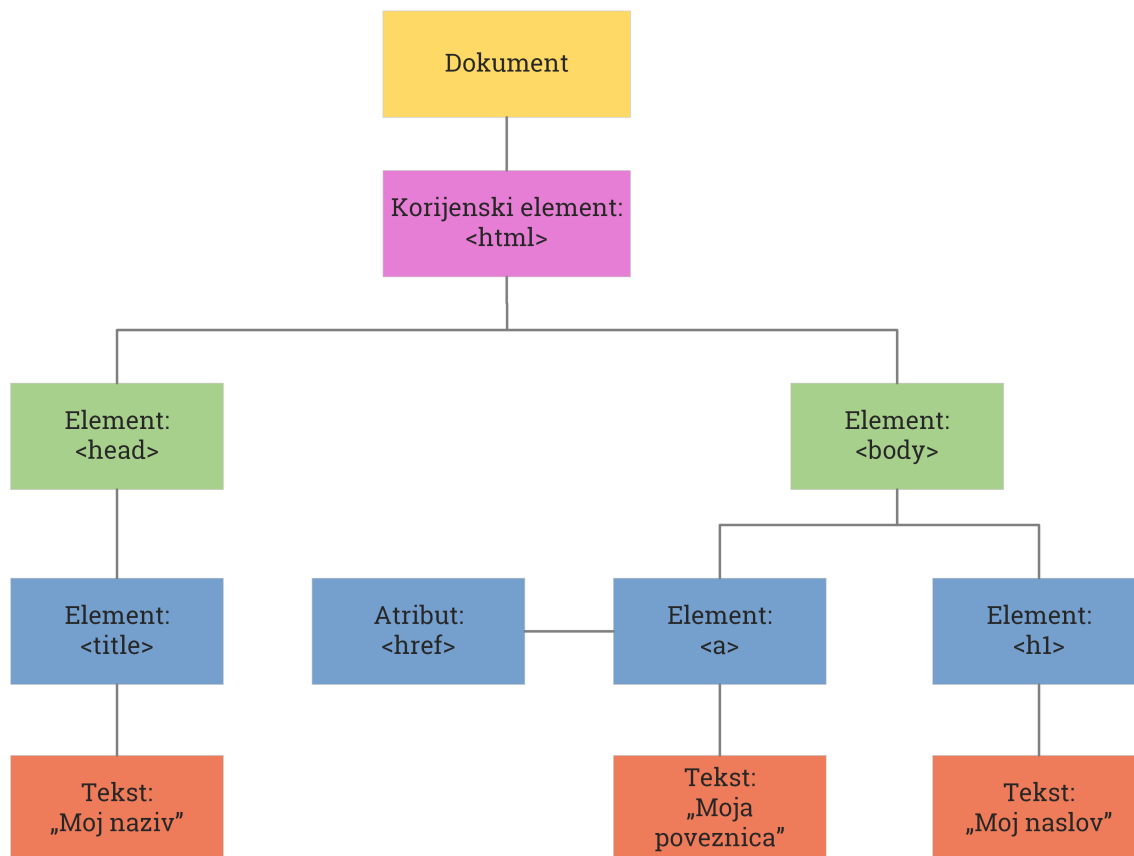 Dokument
Korijenski element:
<html>
Element:
<head>
Element:
<body>
Element:
<title>
Atribut:
<href>
Element:
<a>
Element:
<h1>
Tekst:
„Moj naziv”
Tekst:
„Moja
poveznica”
Tekst:
„Moj naslov”